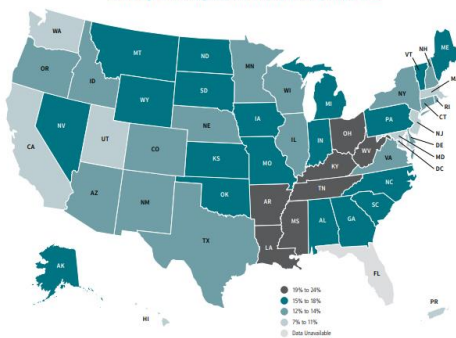 WA
MT
ND
MN
OR
ID
WY
SD
WI
MI
NY
VT
NH
ME
MA
RI
CT
NJ
DE
MD
DC
PA
NV
UT
CO
NE
IA
IL
IN
OH
WV
VA
CA
AZ
NM
KS
MO
KY
TN
NC
SC
OK
AR
TX
LA
MS
AL
GA
FL
AK
HI
PR
19% to 24%
15% to 18%
12% to 14%
7% to 11%
Data Unavailable